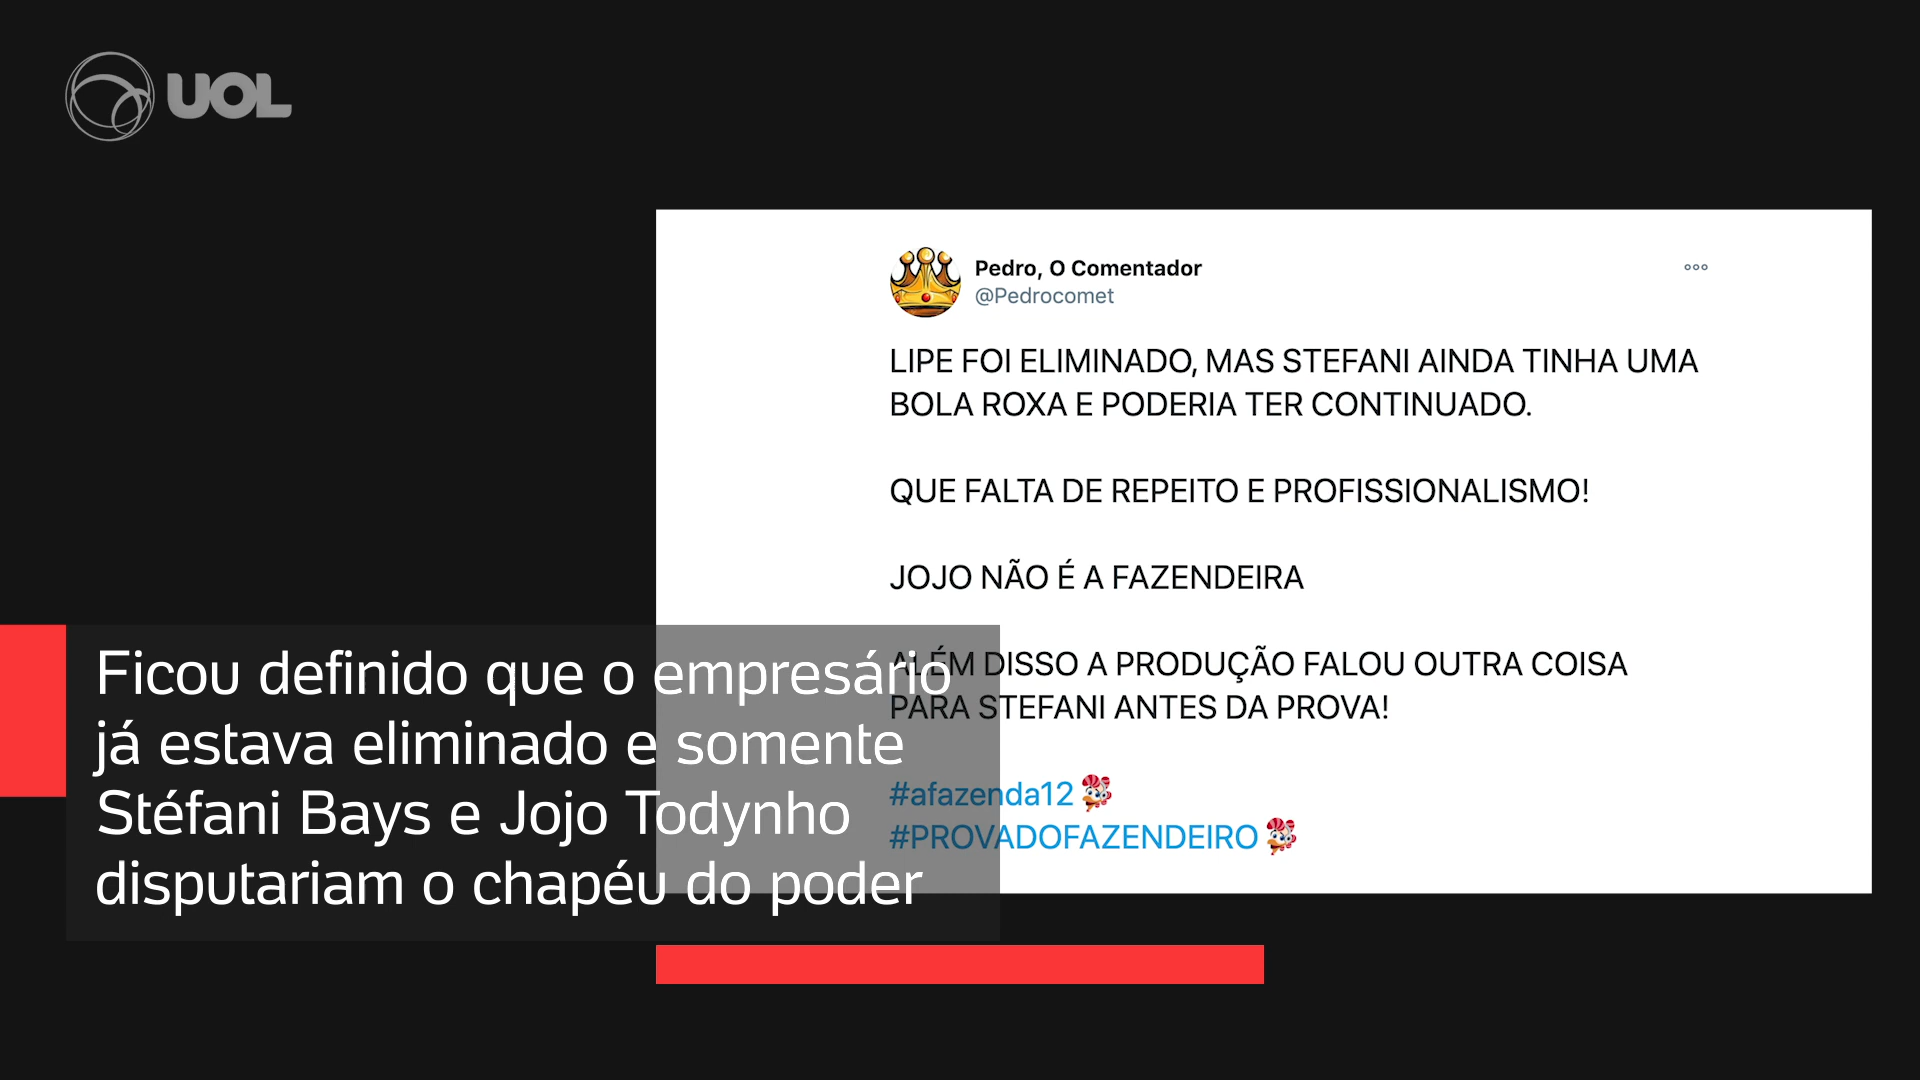 UOL
Pedro, O Comentador
@Pedrocomet
LIPE FOI ELIMINADO, MAS STEFANI AINDA TINHA UMA
BOLA ROXA E PODERIA TER CONTINUADO.
QUE FALTA DE REPEITO E PROFISSIONALISMO!
JOJO NÃO É A FAZENDEIRA
ALÉM DISSO A PRODUÇÃO FALOU OUTRA COISA
PARA STEFANI ANTES DA PROVA!
#afazenda12
#PROVADOFAZENDEIRO
Ficou definido que o empresário
já estava eliminado e somente
Stéfani Bays e Jojo Todynho
disputariam o chapéu do poder